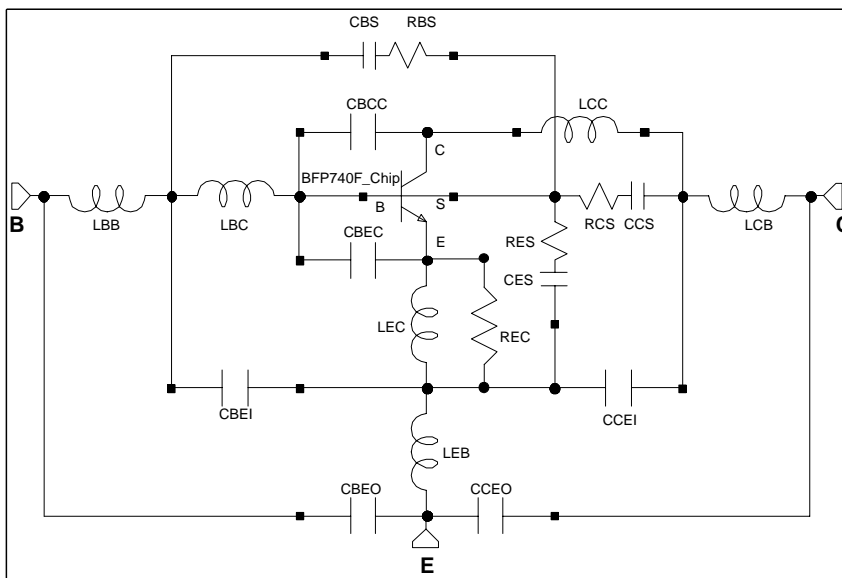 CBS RBS
CBCC
LCC
C
BFP740F_Chip
B
S
B
LBB
LBC
CBEC
E
RCS CCS
LCB
C
RES
CES
LEC
REC
CBEI
CCEI
LEB
CBEO
CCEO
E